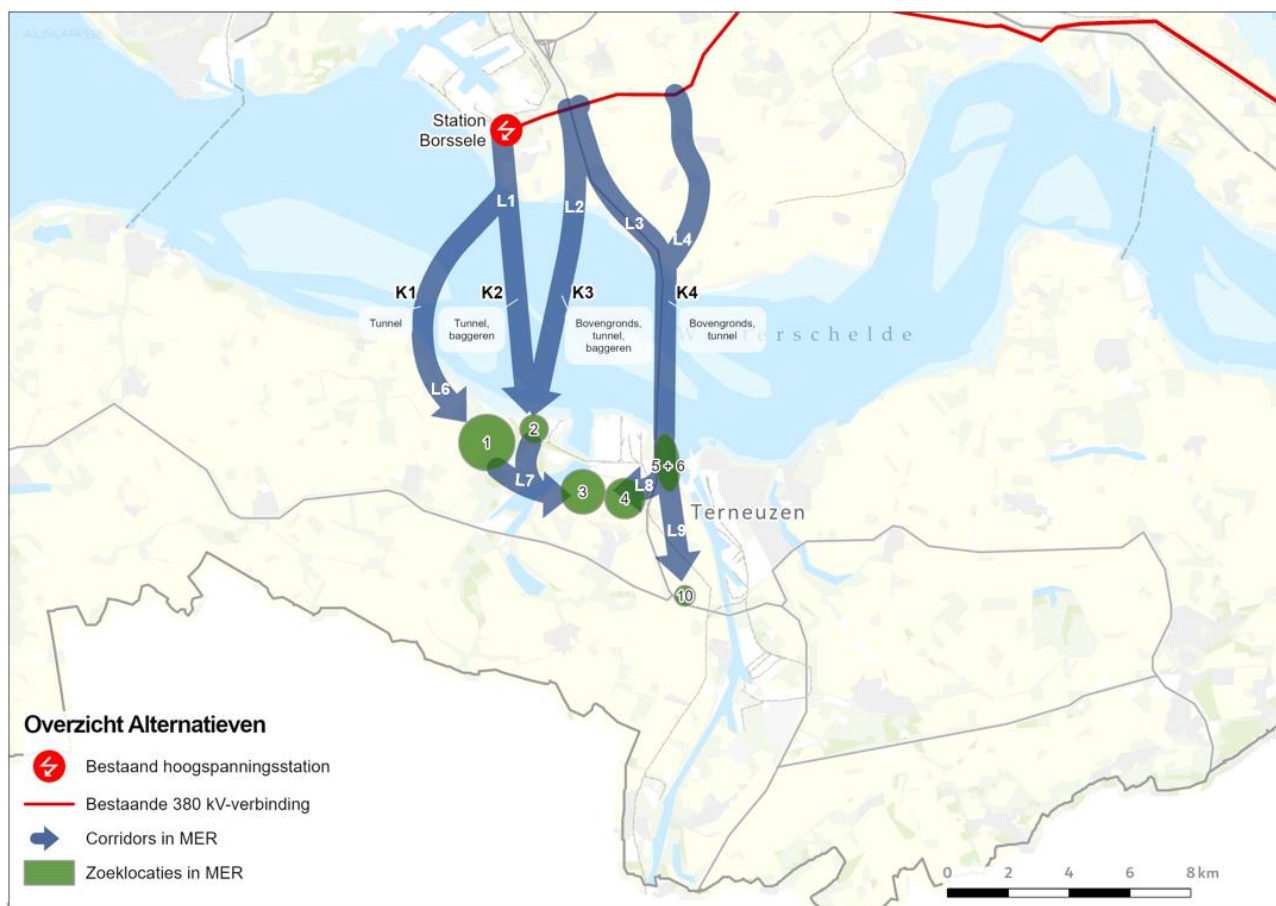 Station
Borssele
L1
L2
L3
L4
K1
K2
K3
K4
Tunnel
Tunnel,
baggeren
Bovengronds,
tunnel,
baggeren
Bovengronds,
tunnel
Westerschelde
L6
1
2
L7
3
4
L8
5 + 6
Terneuzen
L9
10
Overzicht Alternatieven
Bestaand hoogspanningsstation
Bestaande 380 kV-verbinding
Corridors in MER
Zoeklocaties in MER
0 2 4 6 8 km